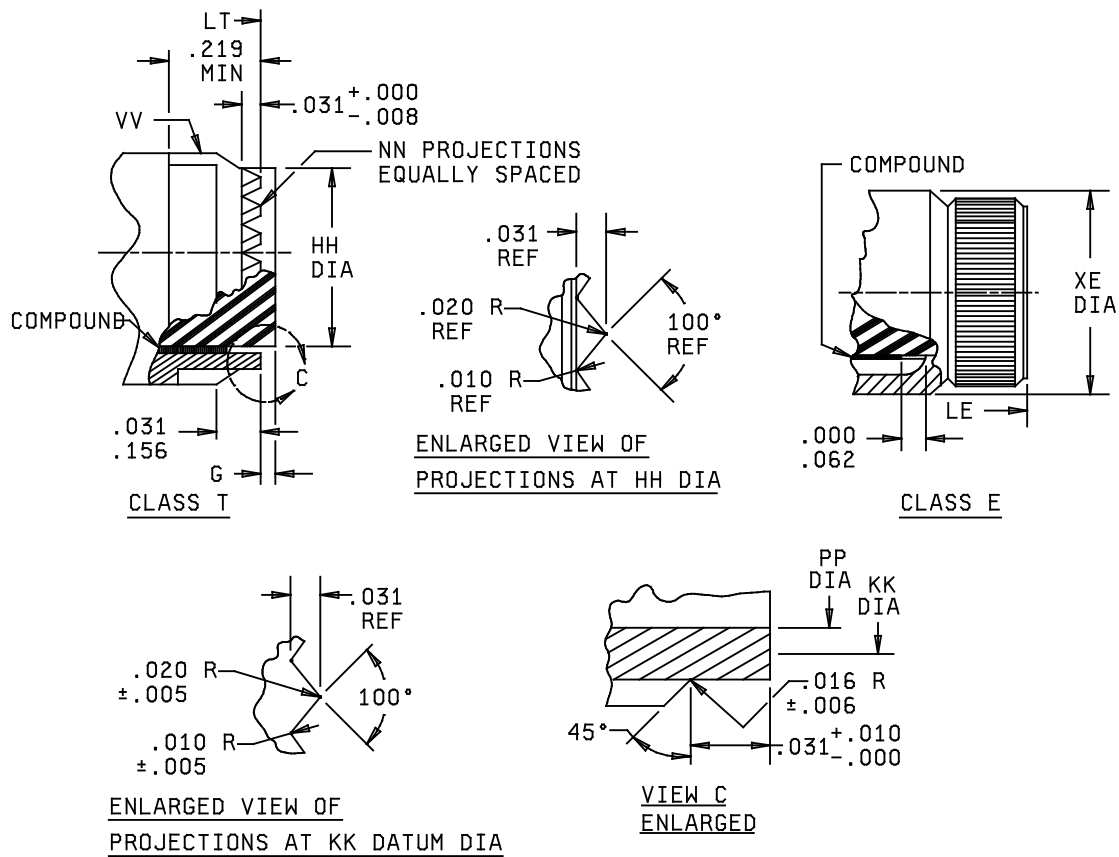 LT
.219
MIN
.031 +.000
-.008
VV
NN PROJECTIONS
EQUALLY SPACED
HH
DIA
COMPOUND
C
.031
.156
G
CLASS T
.031
REF
.020 R
REF
100°
REF
.010 R
REF
ENLARGED VIEW OF
PROJECTIONS AT HH DIA
COMPOUND
XE
DIA
LE
.000
.062
CLASS E
.031
REF
.020 R
±.005
100°
.010 R
±.005
ENLARGED VIEW OF
PROJECTIONS AT KK DATUM DIA
PP
DIA
KK
DIA
.016 R
±.006
45°
.031 +.010
-.000
VIEW C
ENLARGED